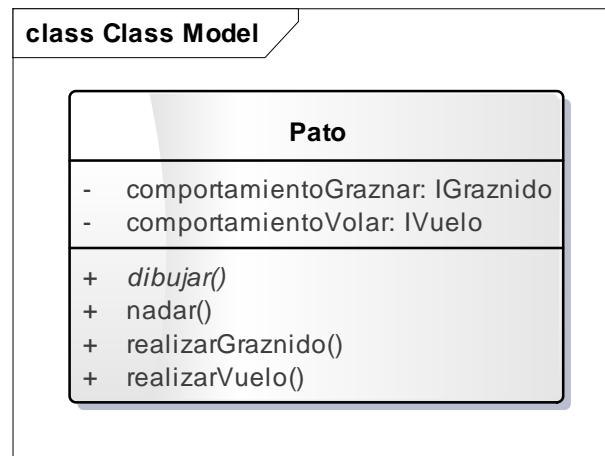 class Class Model
Pato
- comportamientoGraznar: IGraznido
- comportamientoVolar: IVuelo
+ dibujar()
+ nadar()
+ realizarGraznido()
+ realizarVuelo()